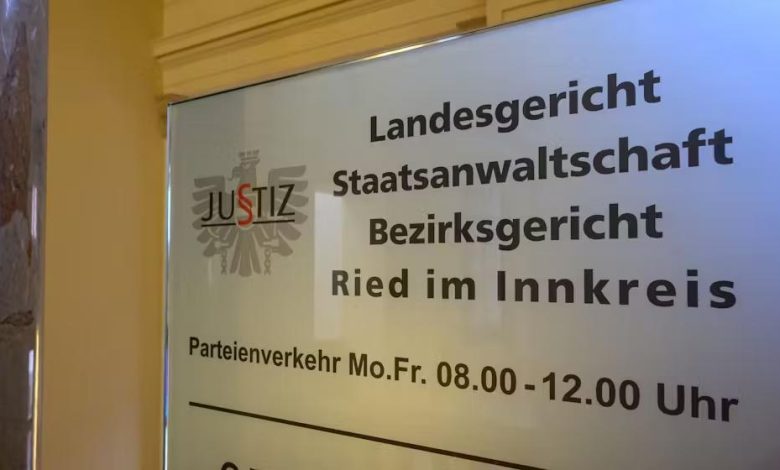 Landesgericht
Staatsanwaltschaft
JUSTIZ
Bezirksgericht
Ried im Innkreis
Parteienverkehr Mo.Fr. 08.00 - 12.00 Uhr